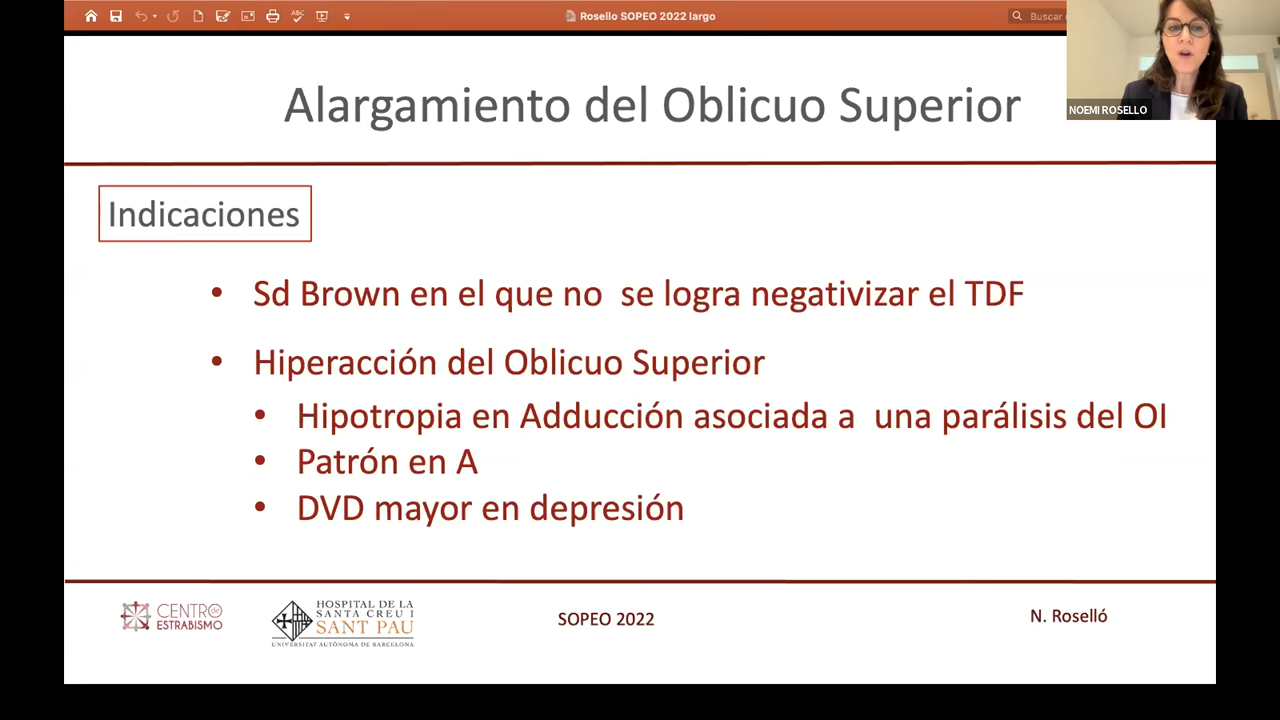 Rosello SOPEO 2022 largo
Buscar
NOEMI ROSELLO
Alargamiento del Oblicuo Superior
Indicaciones
• Sd Brown en el que no se logra negativizar el TDF
• Hiperacción del Oblicuo Superior
• Hipotropia en Adducción asociada a una parálisis del OI
• Patrón en A
• DVD mayor en depresión
CENTRO de
ESTRABISMO
HOSPITAL DE LA
SANTA CREU I
SANT PAU
UNIVERSITAT AUTÒNOMA DE BARCELONA
SOPEO 2022
N. Roselló